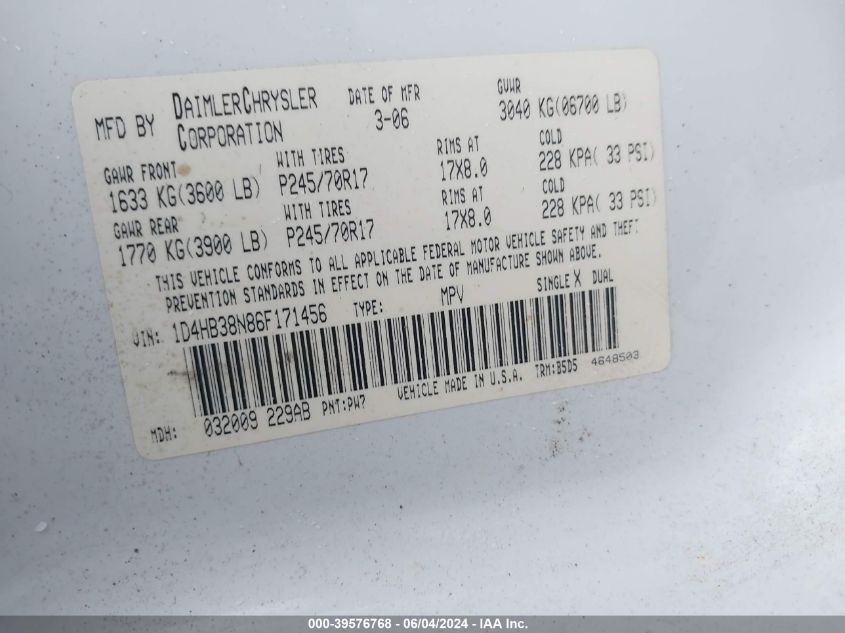 MFD BY DAIMLERCHRYSLER CORPORATION DATE OF MFR 3-06 GVWR 3040 KG(06700 LB)
GAWR FRONT WITH TIRES RIMS AT COLD
1633 KG(3600 LB) P245/70R17 17X8.0 228 KPA( 33 PSI)
GAWR REAR WITH TIRES RIMS AT COLD
1770 KG(3900 LB) P245/70R17 17X8.0 228 KPA( 33 PSI)
THIS VEHICLE CONFORMS TO ALL APPLICABLE FEDERAL MOTOR VEHICLE SAFETY AND THEFT
PREVENTION STANDARDS IN EFFECT ON THE DATE OF MANUFACTURE SHOWN ABOVE.
VIN: 1D4HB38N86F171456 TYPE: MPV SINGLE X DUAL
MDH: 032009 229AB PNT:PW7 VEHICLE MADE IN U.S.A. TRM:B5D5 4648503
000-39576768 - 06/04/2024 - IAA Inc.